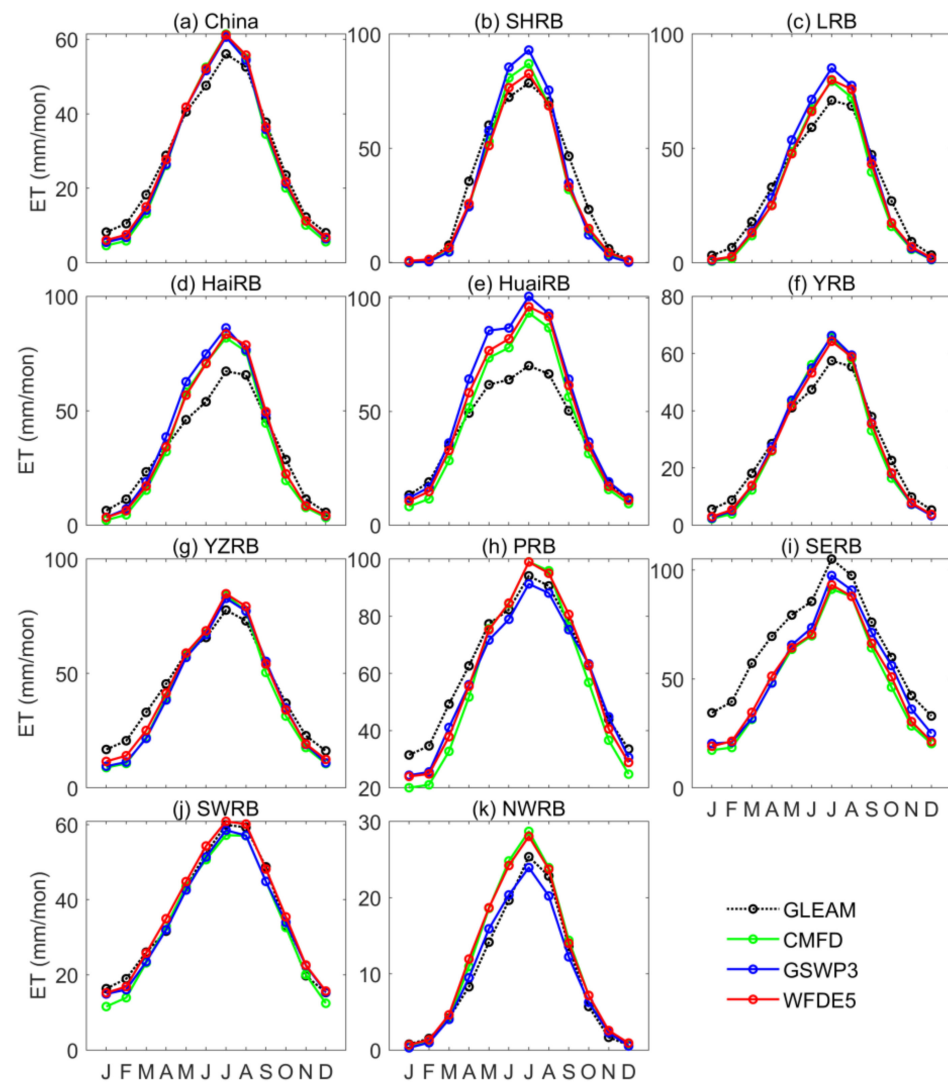 (a) China
(b) SHRB
(c) LRB
ET (mm/mon)
60
40
20
0
100
50
0
100
50
0
(d) HaiRB
(e) HuaiRB
(f) YRB
ET (mm/mon)
100
50
0
100
50
0
80
60
40
20
0
(g) YZRB
(h) PRB
(i) SERB
ET (mm/mon)
100
50
0
100
80
60
40
20
100
50
0
J F M A M J J A S O N D
(j) SWRB
(k) NWRB
ET (mm/mon)
60
40
20
0
30
20
10
0
J F M A M J J A S O N D
J F M A M J J A S O N D
GLEAM
CMFD
GSWP3
WFDE5